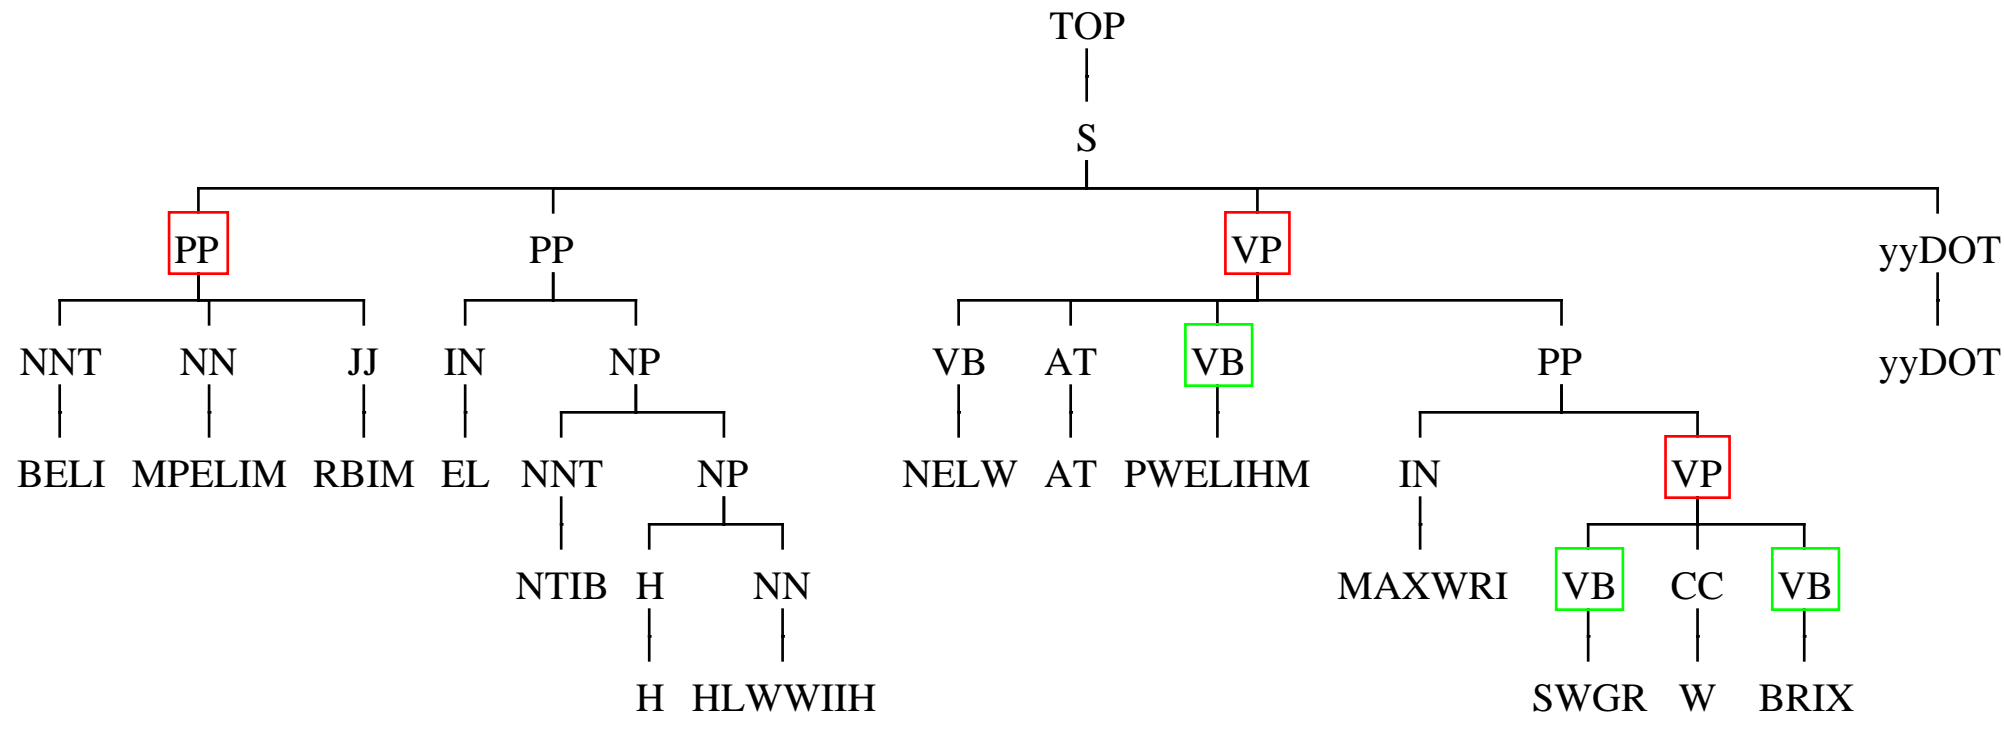 TOP
S
PP PP VP yyDOT
NNT NN JJ IN NP VB AT VB PP yyDOT
BELI MPELIM RBIM EL NNT NP NELW AT PWELIHM IN VP
NTIB H NN MAXWRI VB CC VB
H HLWWIIH SWGR W BRIX